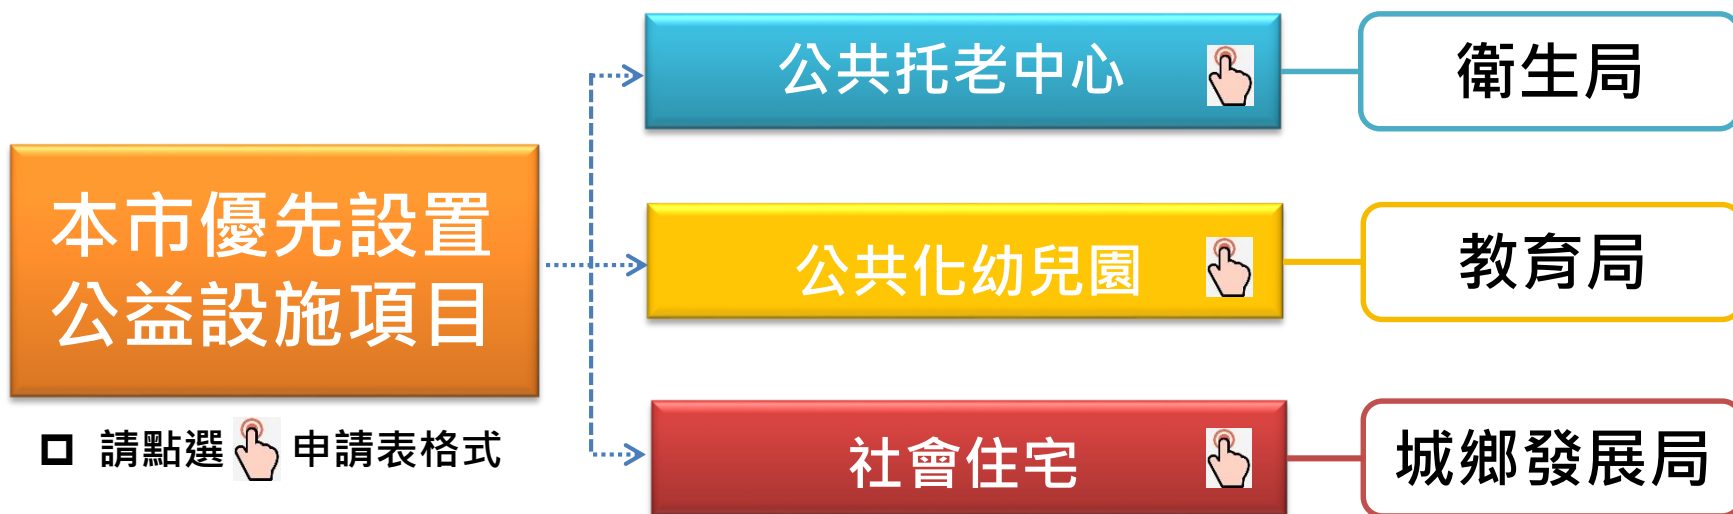 公共托老中心
衛生局
本市優先設置
公益設施項目
公共化幼兒園
教育局
請點選 申請表格式
社會住宅
城鄉發展局